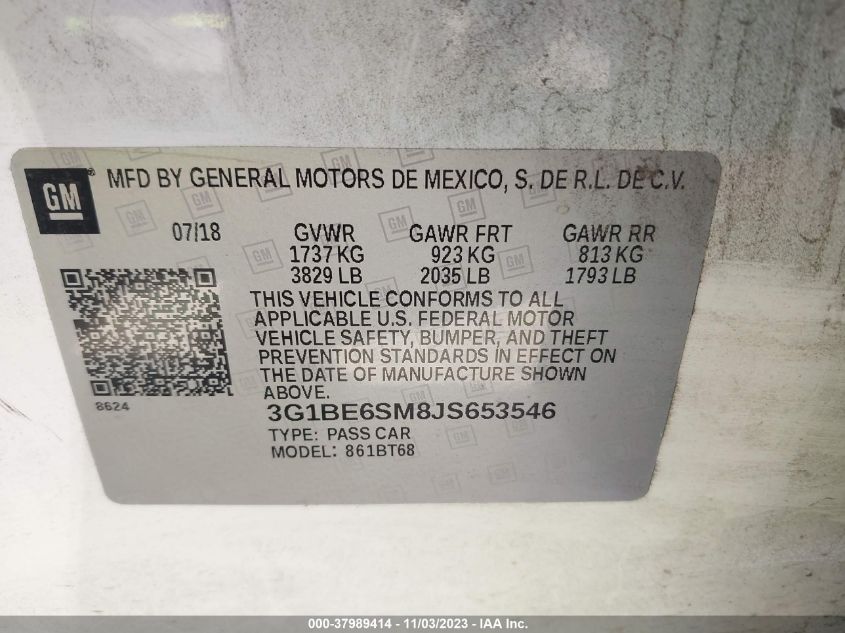 GM
MFD BY GENERAL MOTORS DE MEXICO, S. DE R.L. DE C.V.
07/18 GVWR GAWR FRT GAWR RR
1737 KG 923 KG 813 KG
3829 LB 2035 LB 1793 LB
THIS VEHICLE CONFORMS TO ALL
APPLICABLE U.S. FEDERAL MOTOR
VEHICLE SAFETY, BUMPER, AND THEFT
PREVENTION STANDARDS IN EFFECT ON
THE DATE OF MANUFACTURE SHOWN
ABOVE.
8624
3G1BE6SM8JS653546
TYPE: PASS CAR
MODEL: 861BT68
000-37989414 - 11/03/2023 - IAA Inc.